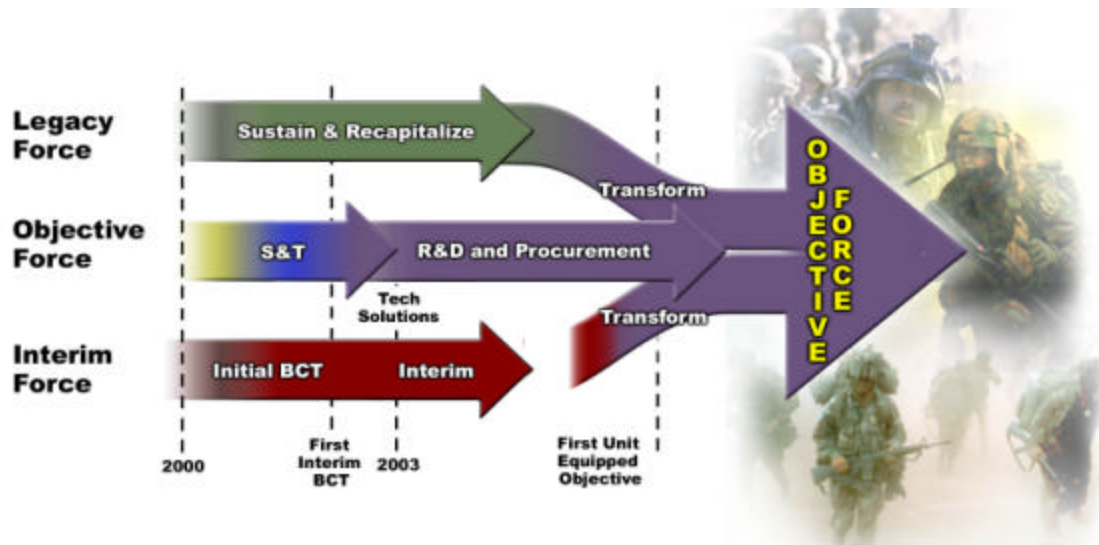 Legacy
Force
Sustain & Recapitalize
Transform
OBJECTIVE
FORCE
Objective
Force
S&T
R&D and Procurement
Tech
Solutions
Transform
Interim
Force
Initial BCT
Interim
2000
First
Interim
BCT
2003
First Unit
Equipped
Objective